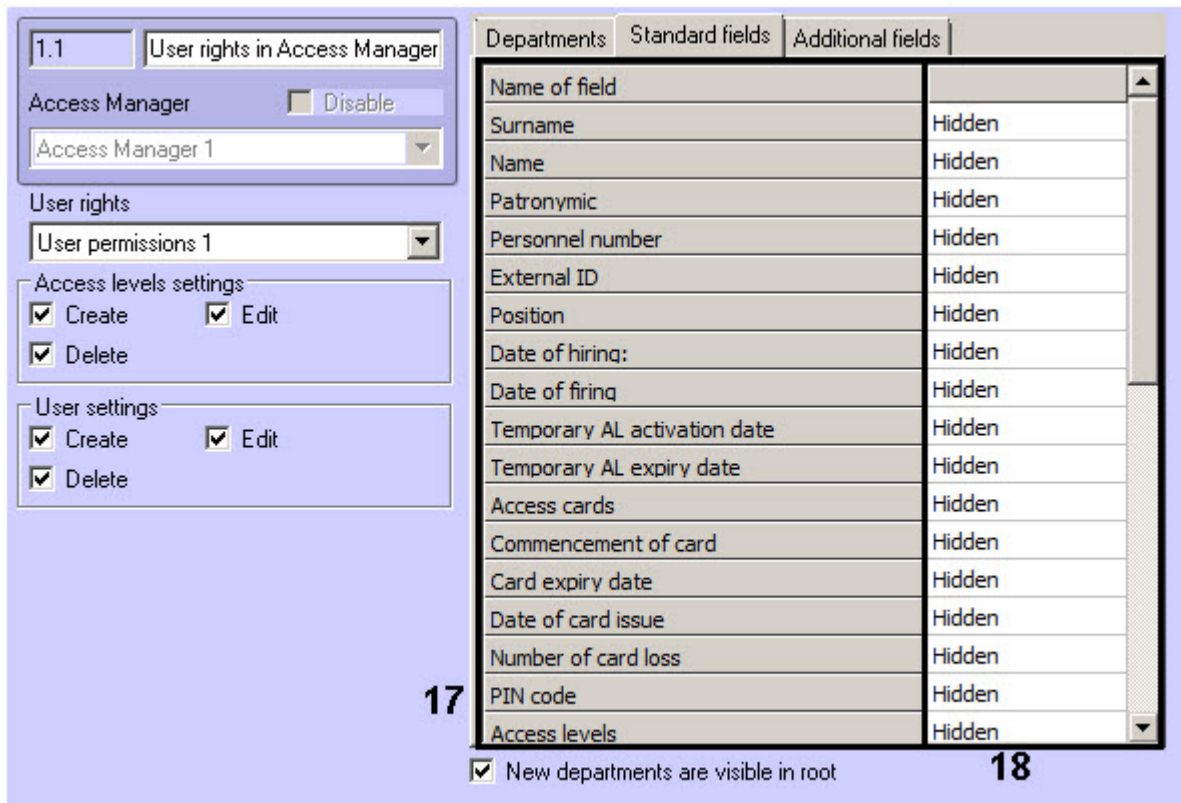 1.1 User rights in Access Manager
Access Manager Disable
Access Manager 1
User rights
User permissions 1
Access levels settings
Create Edit
Delete
User settings
Create Edit
Delete
Departments Standard fields Additional fields
Name of field
Surname Hidden
Name Hidden
Patronymic Hidden
Personnel number Hidden
External ID Hidden
Position Hidden
Date of hiring: Hidden
Date of firing Hidden
Temporary AL activation date Hidden
Temporary AL expiry date Hidden
Access cards Hidden
Commencement of card Hidden
Card expiry date Hidden
Date of card issue Hidden
Number of card loss Hidden
PIN code Hidden
Access levels Hidden
17
18
New departments are visible in root